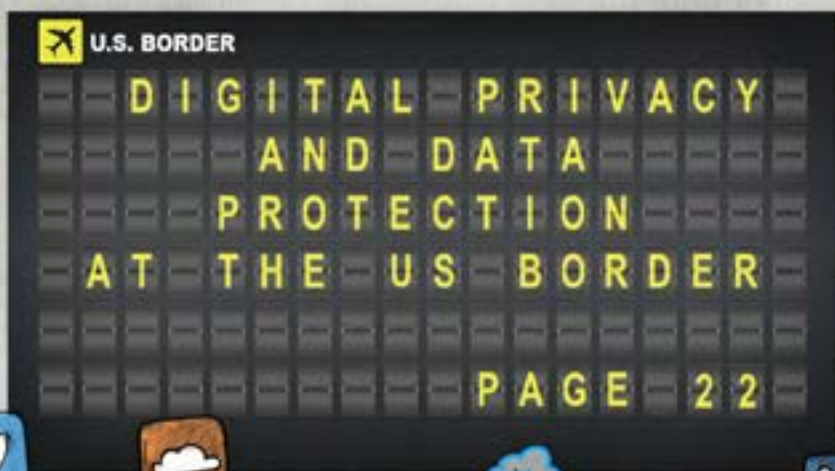 U.S. BORDER
DIGITAL PRIVACY
AND DATA
PROTECTION
AT THE US BORDER
PAGE 22